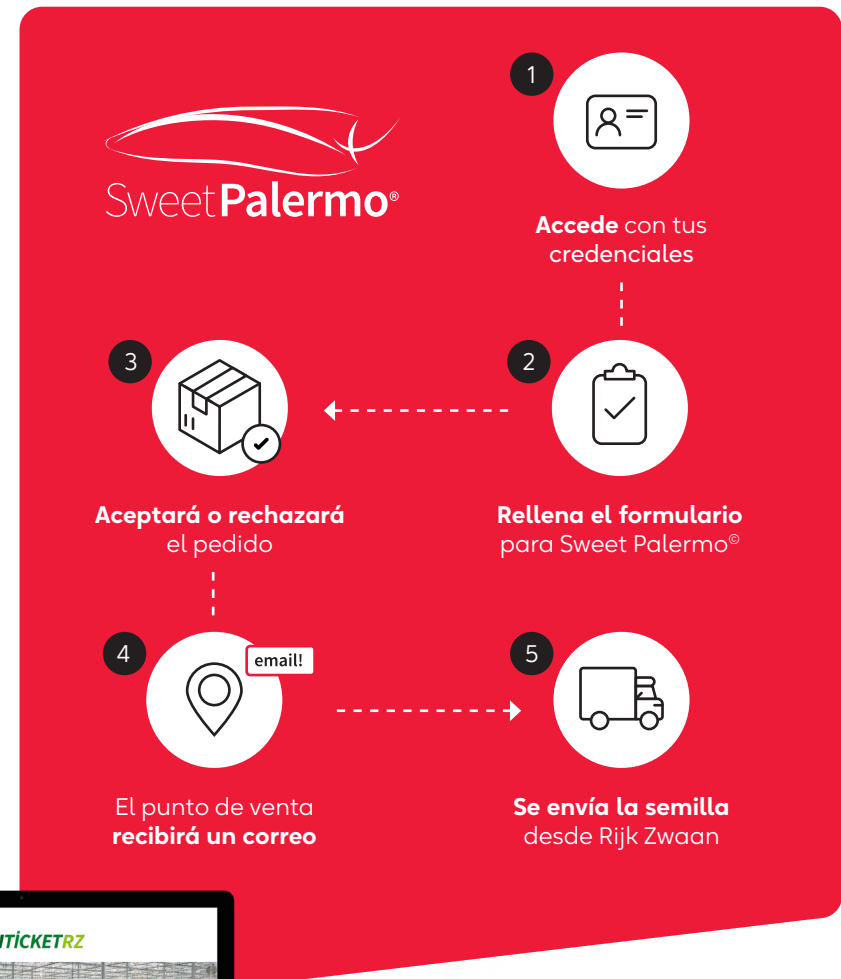 SweetPalermo®
1
Accede con tus
credenciales
2
Rellena el formulario
para Sweet Palermo©
3
Aceptará o rechazará
el pedido
4
email!
El punto de venta
recibirá un correo
5
Se envía la semilla
desde Rijk Zwaan